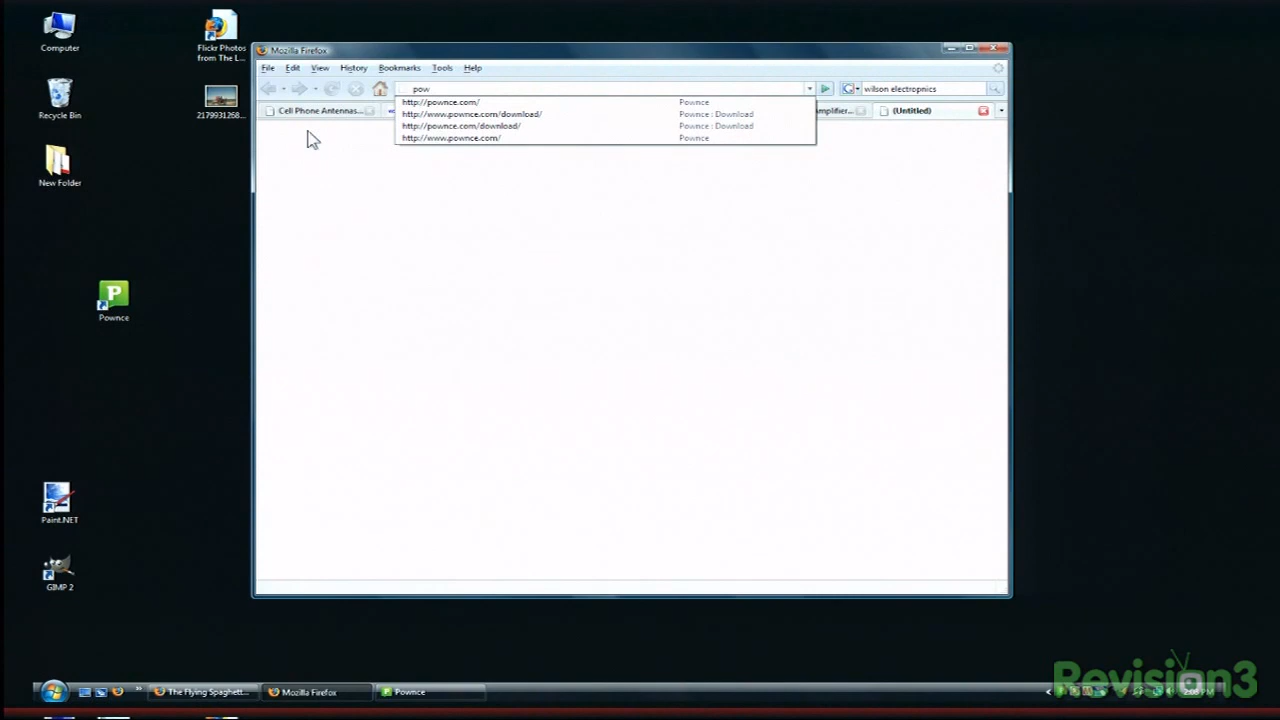 Computer
Flickr Photos
from The L...
Recycle Bin
2179931268...
New Folder
Pownce
Paint.NET
GIMP 2
Mozilla Firefox
File Edit View History Bookmarks Tools Help
pow
wilson electropnics
Cell Phone Antennas...
mplifier...
(Untitled)
http://pownce.com/ Pownce
http://www.pownce.com/download/ Pownce : Download
http://pownce.com/download/ Pownce : Download
http://www.pownce.com/ Pownce
The Flying Spaghett...
Mozilla Firefox
Pownce
Revision3